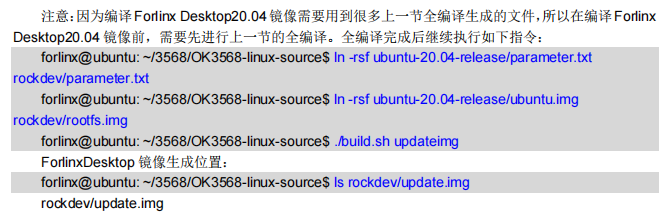 注意：因为编译 Forlinx Desktop20.04 镜像需要用到很多上一节全编译生成的文件，所以在编译 Forlinx
Desktop20.04 镜像前，需要先进行上一节的全编译。全编译完成后继续执行如下指令：
forlinx@ubuntu: ~/3568/OK3568-linux-source$ ln -rsf ubuntu-20.04-release/parameter.txt
rockdev/parameter.txt
forlinx@ubuntu: ~/3568/OK3568-linux-source$ ln -rsf ubuntu-20.04-release/ubuntu.img
rockdev/rootfs.img
forlinx@ubuntu: ~/3568/OK3568-linux-source$ ./build.sh updateimg
ForlinxDesktop 镜像生成位置：
forlinx@ubuntu: ~/3568/OK3568-linux-source$ ls rockdev/update.img
rockdev/update.img